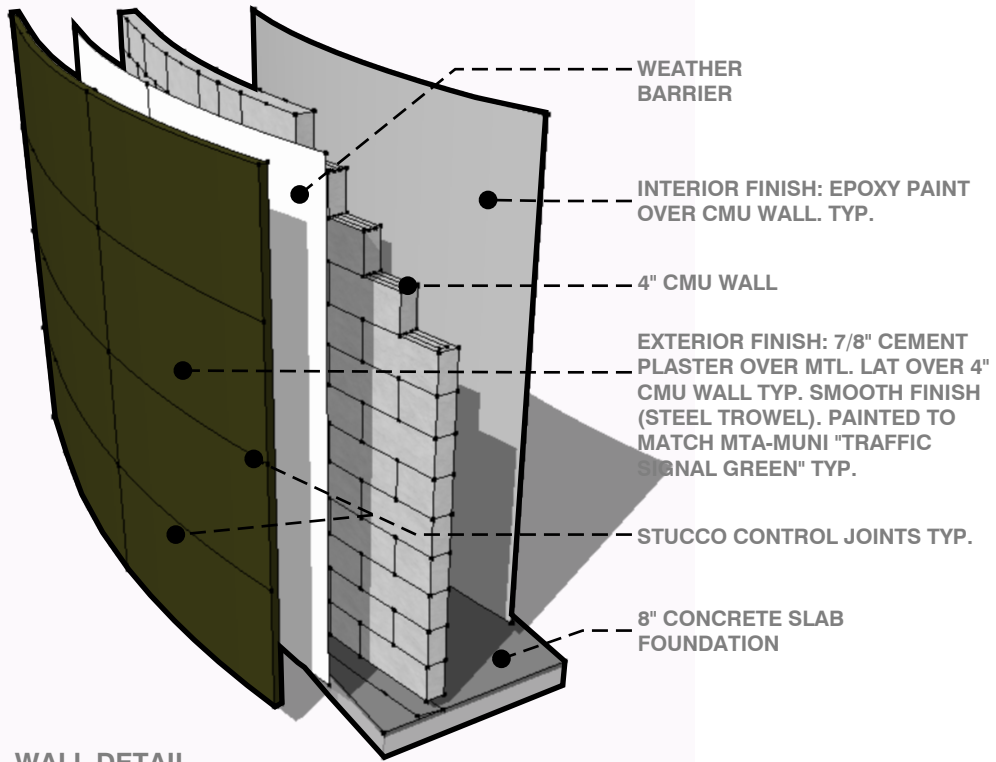 WEATHER
BARRIER
INTERIOR FINISH: EPOXY PAINT
OVER CMU WALL. TYP.
4" CMU WALL
EXTERIOR FINISH: 7/8" CEMENT
PLASTER OVER MTL. LAT OVER 4"
CMU WALL TYP. SMOOTH FINISH
(STEEL TROWEL). PAINTED TO
MATCH MTA-MUNI "TRAFFIC
SIGNAL GREEN" TYP.
STUCCO CONTROL JOINTS TYP.
8" CONCRETE SLAB
FOUNDATION
WALL DETAIL